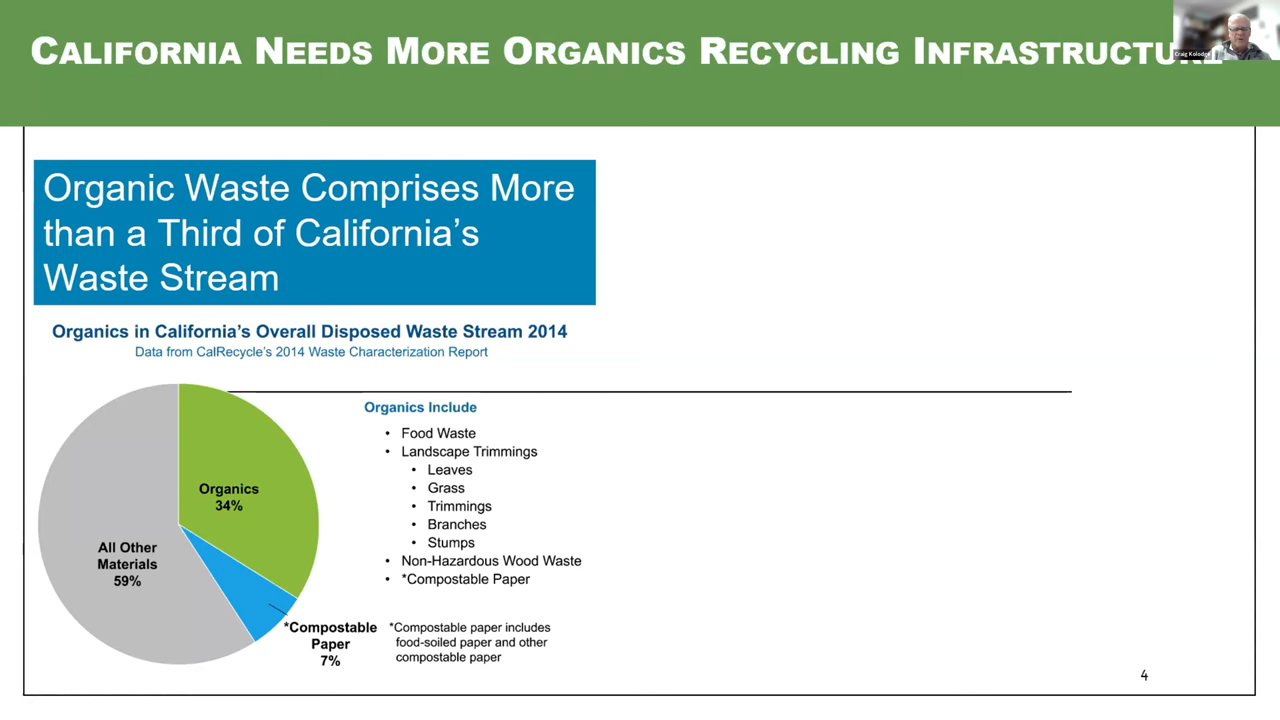 CALIFORNIA NEEDS MORE ORGANICS RECYCLING INFRASTRUCTURE
Craig Kolodge
Organic Waste Comprises More
than a Third of California's
Waste Stream
Organics in California's Overall Disposed Waste Stream 2014
Data from CalRecycle's 2014 Waste Characterization Report
Organics
34%
All Other
Materials
59%
*Compostable
Paper
7%
Organics Include
• Food Waste
• Landscape Trimmings
• Leaves
• Grass
• Trimmings
• Branches
• Stumps
• Non-Hazardous Wood Waste
• *Compostable Paper
*Compostable paper includes
food-soiled paper and other
compostable paper
4